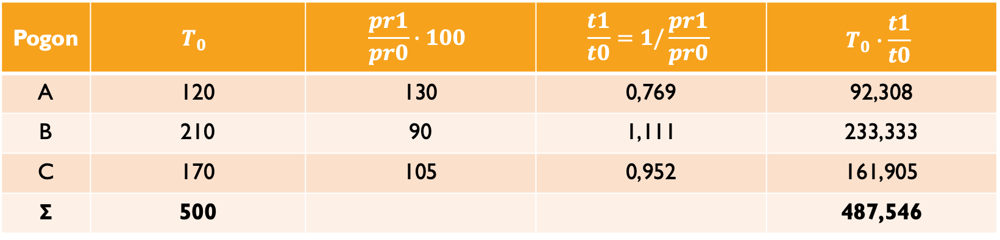 Pogon T₀ pr1/pr0 · 100 t1/t0 = 1/ pr1/pr0 T₀ · t1/t0
A 120 130 0,769 92,308
B 210 90 1,111 233,333
C 170 105 0,952 161,905
Σ 500 487,546